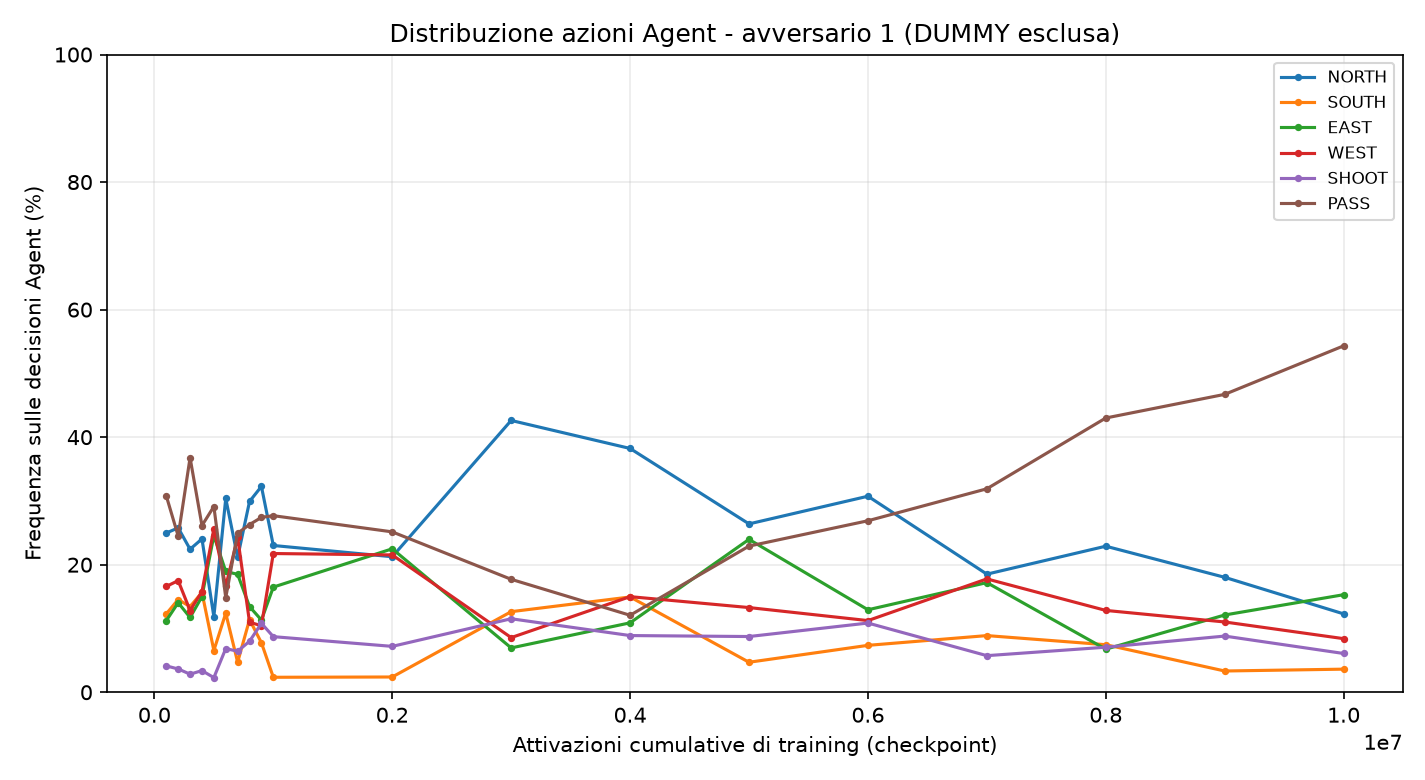 Distribuzione azioni Agent - avversario 1 (DUMMY esclusa)
Frequenza sulle decisioni Agent (%)
100
80
60
40
20
0
NORTH
SOUTH
EAST
WEST
SHOOT
PASS
0.0 0.2 0.4 0.6 0.8 1.0
1e7
Attivazioni cumulative di training (checkpoint)